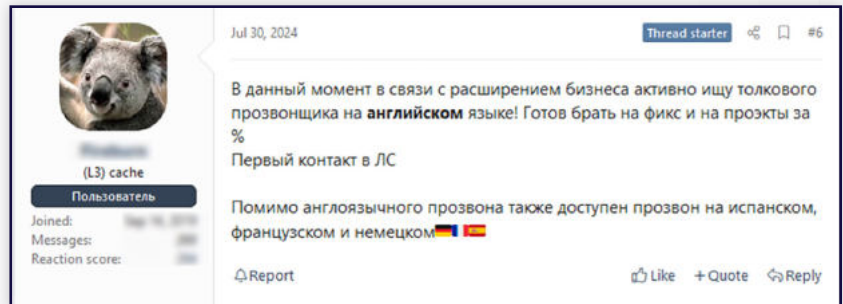 Jul 30, 2024
Thread starter
#6
В данный момент в связи с расширением бизнеса активно ищу толкового
прозвонщика на английском языке! Готов брать на фикс и на проэкты за
%
Первый контакт в ЛС
Помимо англоязычного прозвона также доступен прозвон на испанском,
французском и немецком
(L3) cache
Пользователь
Joined:
Messages:
Reaction score:
Report
Like
+Quote
Reply